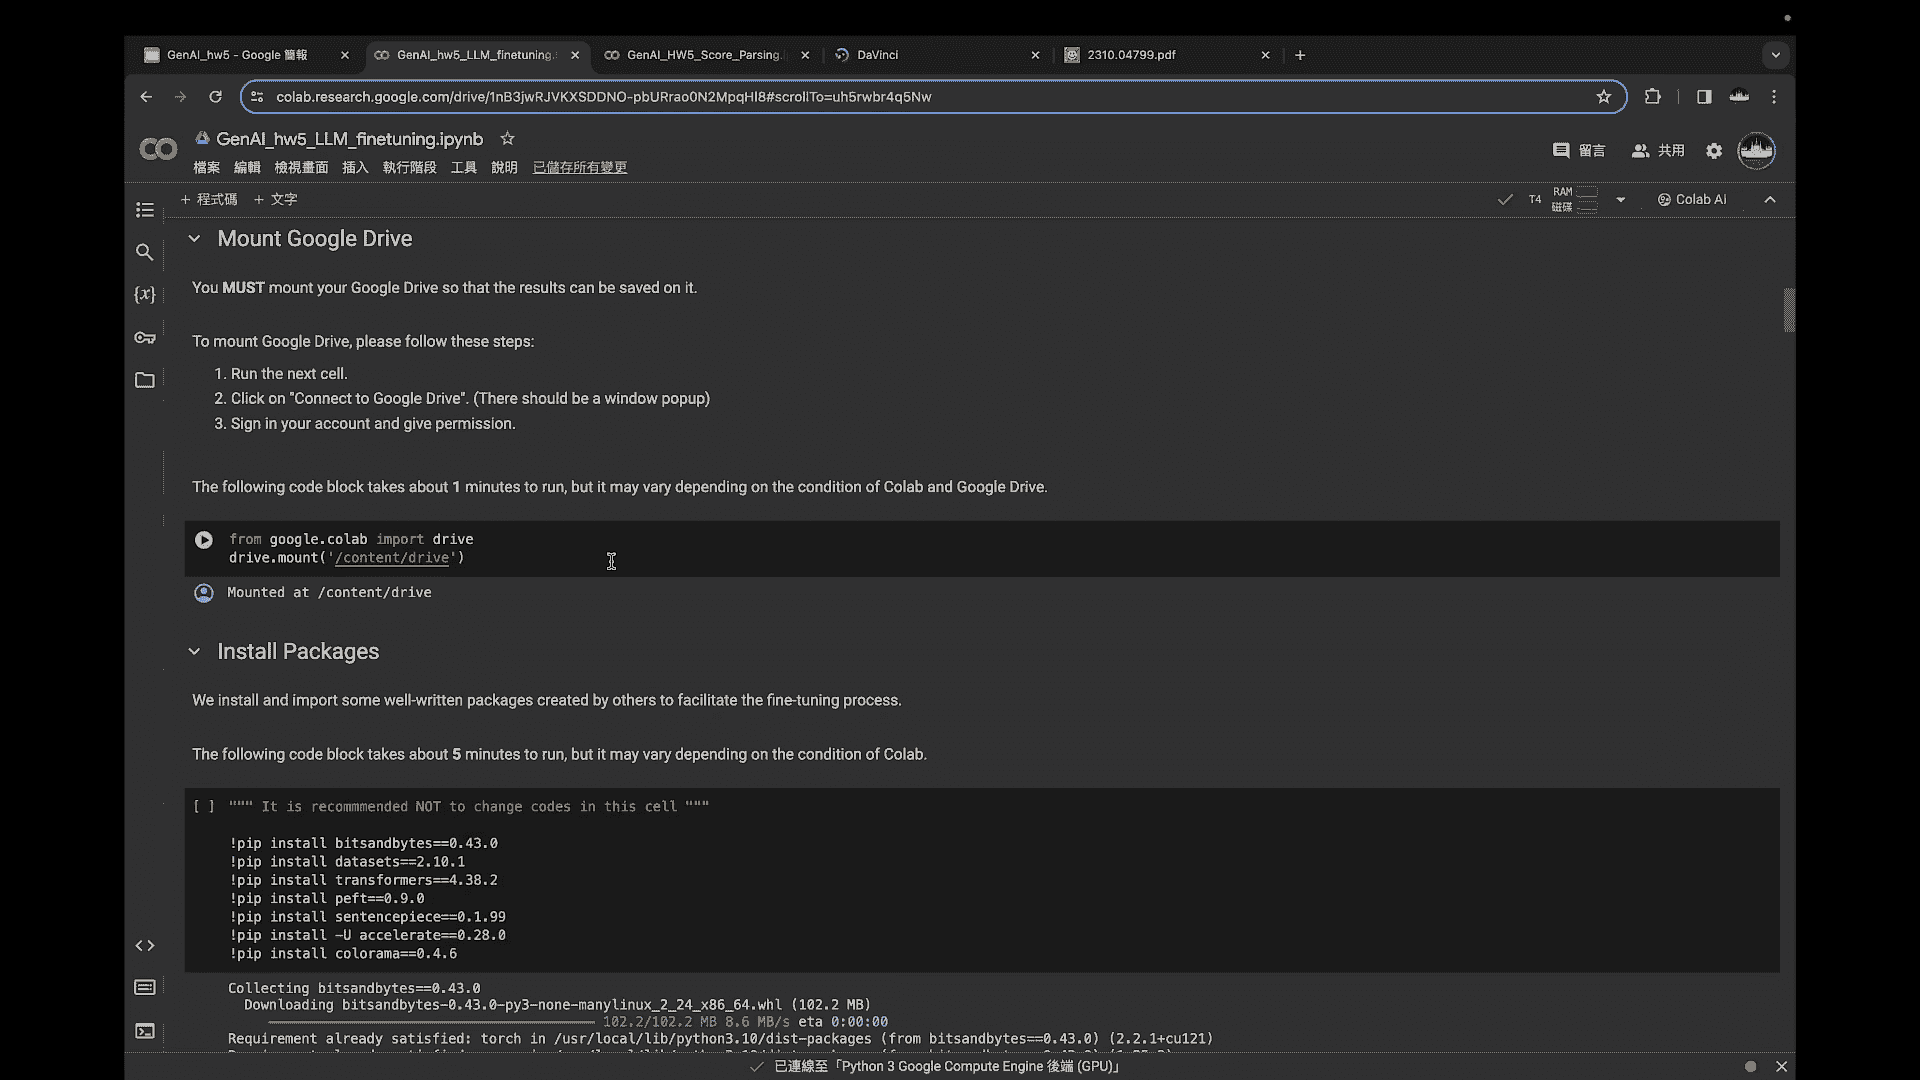 GenAI_hw5 - Google 簡報
GenAI_hw5_LLM_finetuning.
GenAI_HW5_Score_Parsing.
DaVinci
2310.04799.pdf
colab.research.google.com/drive/1nB3jwRJVKXSDDNO-pbURrao0N2MpqHl8#scrollTo=uh5rwbr4q5Nw
GenAI_hw5_LLM_finetuning.ipynb
檔案 編輯 檢視畫面 插入 執行階段 工具 說明 已儲存所有變更
留言 共用
+ 程式碼 + 文字
T4 RAM 磁碟 Colab AI
Mount Google Drive
You MUST mount your Google Drive so that the results can be saved on it.
To mount Google Drive, please follow these steps:
1. Run the next cell.
2. Click on "Connect to Google Drive". (There should be a window popup)
3. Sign in your account and give permission.
The following code block takes about 1 minutes to run, but it may vary depending on the condition of Colab and Google Drive.
from google.colab import drive
drive.mount('/content/drive')
Mounted at /content/drive
Install Packages
We install and import some well-written packages created by others to facilitate the fine-tuning process.
The following code block takes about 5 minutes to run, but it may vary depending on the condition of Colab.
[ ] """ It is recommmended NOT to change codes in this cell """
!pip install bitsandbytes==0.43.0
!pip install datasets==2.10.1
!pip install transformers==4.38.2
!pip install peft==0.9.0
!pip install sentencepiece==0.1.99
!pip install -U accelerate==0.28.0
!pip install colorama==0.4.6
Collecting bitsandbytes==0.43.0
Downloading bitsandbytes-0.43.0-py3-none-manylinux_2_24_x86_64.whl (102.2 MB)
102.2/102.2 MB 8.6 MB/s eta 0:00:00
Requirement already satisfied: torch in /usr/local/lib/python3.10/dist-packages (from bitsandbytes==0.43.0) (2.2.1+cu121)
已連線至「Python 3 Google Compute Engine 後端 (GPU)」